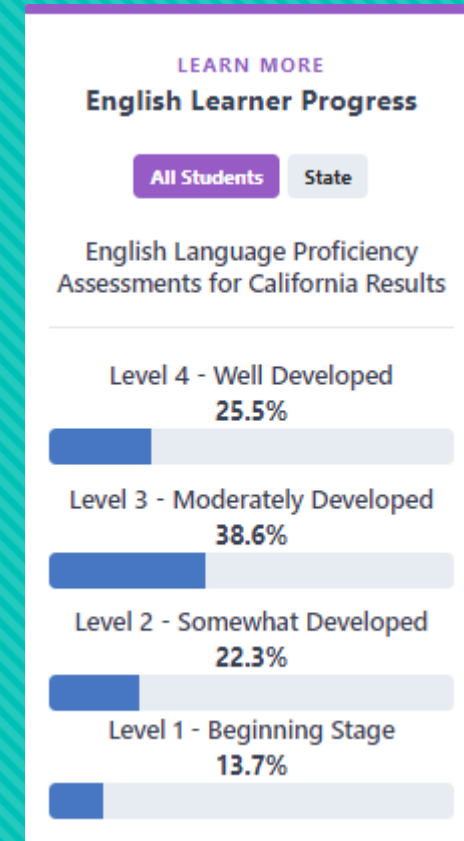 LEARN MORE
English Learner Progress
All Students State
English Language Proficiency
Assessments for California Results
Level 4 - Well Developed
25.5%
Level 3 - Moderately Developed
38.6%
Level 2 - Somewhat Developed
22.3%
Level 1 - Beginning Stage
13.7%